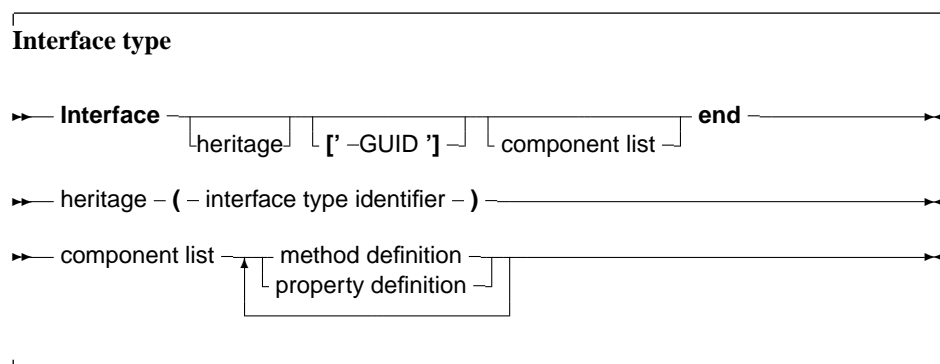 Interface type
Interface heritage [' GUID '] component list end
heritage ( interface type identifier )
component list method definition
property definition